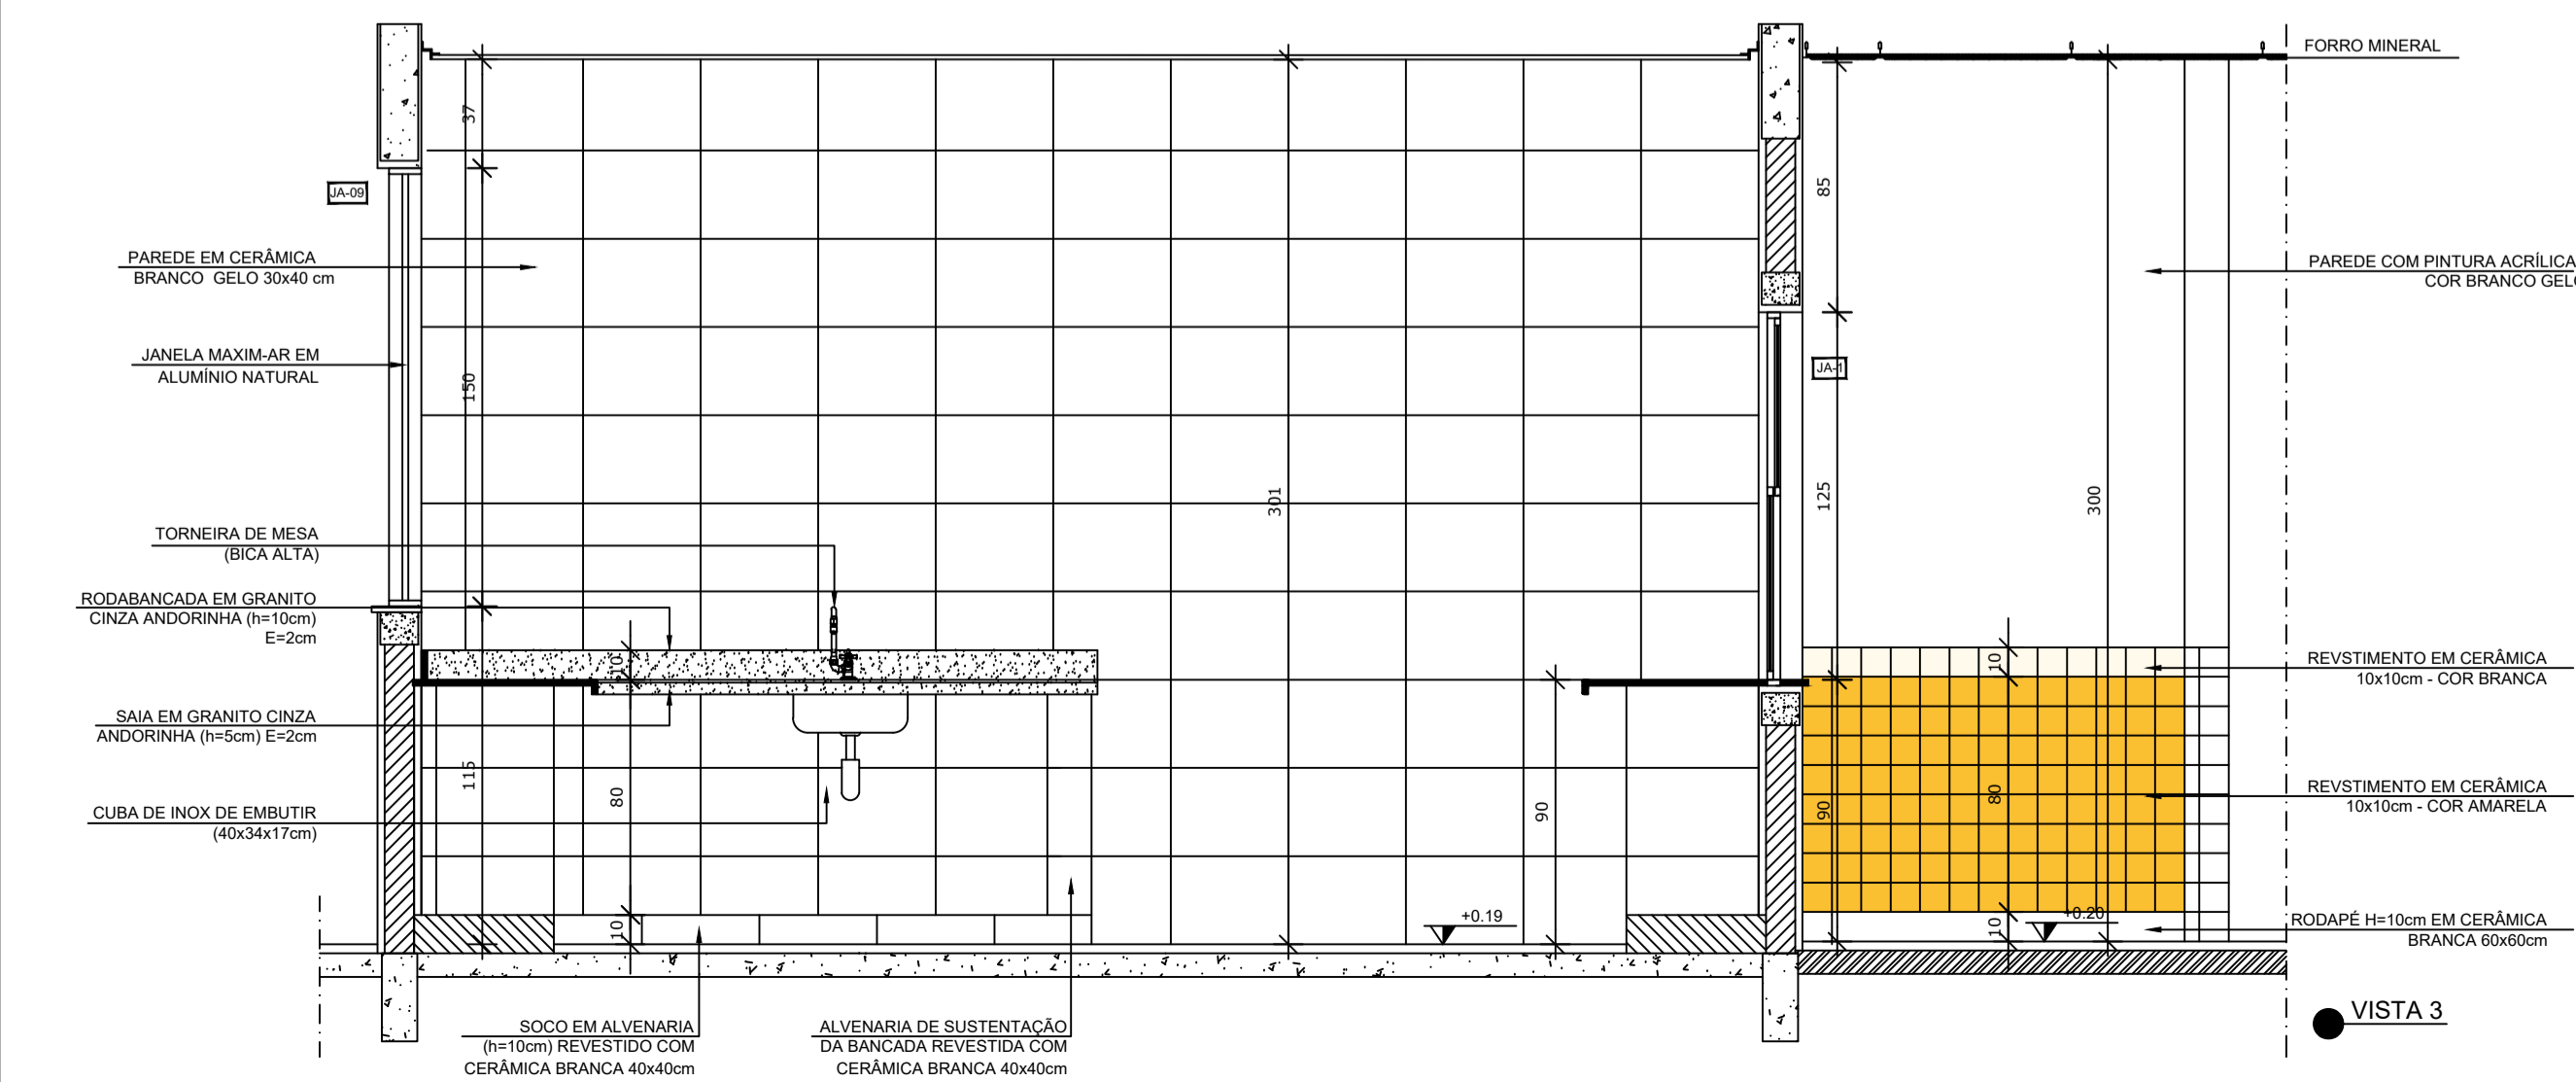 FORRO MINERAL
37
JA-09
85
PAREDE EM CERÂMICA
BRANCO GELO 30x40 cm
PAREDE COM PINTURA ACRÍLICA
COR BRANCO GELO
JANELA MAXIM-AR EM
ALUMÍNIO NATURAL
150
JA-1
301
125
300
TORNEIRA DE MESA
(BICA ALTA)
RODABANCADA EM GRANITO
CINZA ANDORINHA (h=10cm)
E=2cm
10
10
REVSTIMENTO EM CERÂMICA
10x10cm - COR BRANCA
SAIA EM GRANITO CINZA
ANDORINHA (h=5cm) E=2cm
115
80
90
90
80
REVSTIMENTO EM CERÂMICA
10x10cm - COR AMARELA
CUBA DE INOX DE EMBUTIR
(40x34x17cm)
10
+0.19
10
+0.20
RODAPÉ H=10cm EM CERÂMICA
BRANCA 60x60cm
VISTA 3
SOCO EM ALVENARIA
(h=10cm) REVESTIDO COM
CERÂMICA BRANCA 40x40cm
ALVENARIA DE SUSTENTAÇÃO
DA BANCADA REVESTIDA COM
CERÂMICA BRANCA 40x40cm